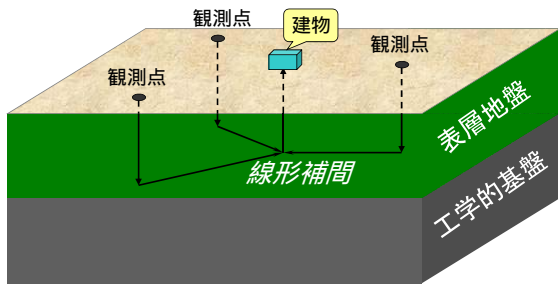 観測点
建物
観測点
観測点
表層地盤
線形補間
工学的基盤